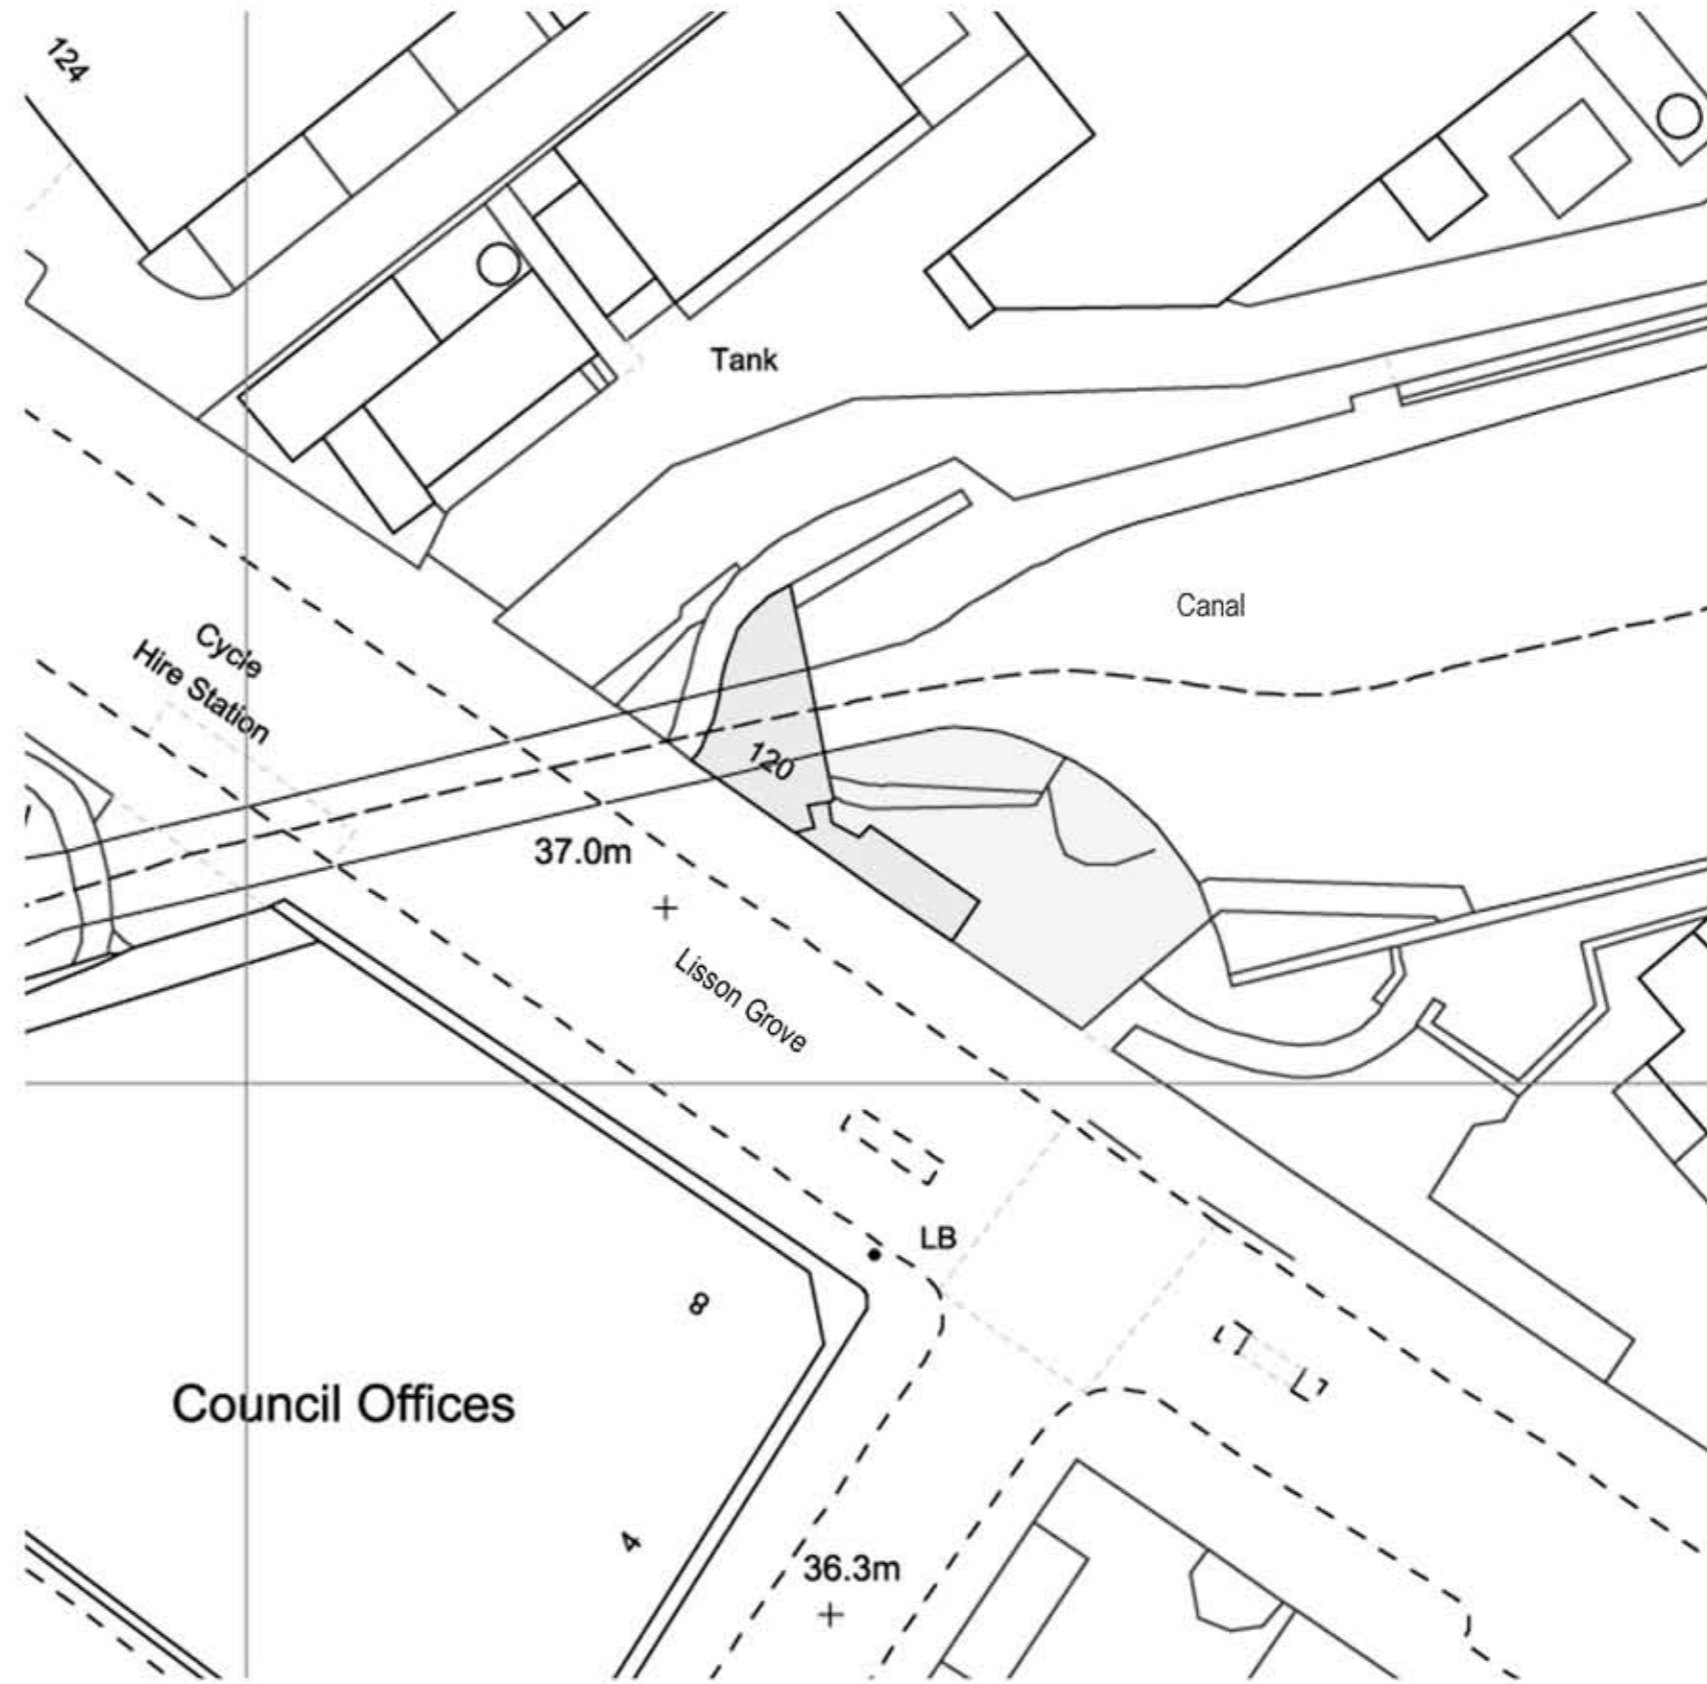 124
Tank
Canal
Cycle
Hire Station
120
37.0m
Lisson Grove
LB
8
Council Offices
4
36.3m